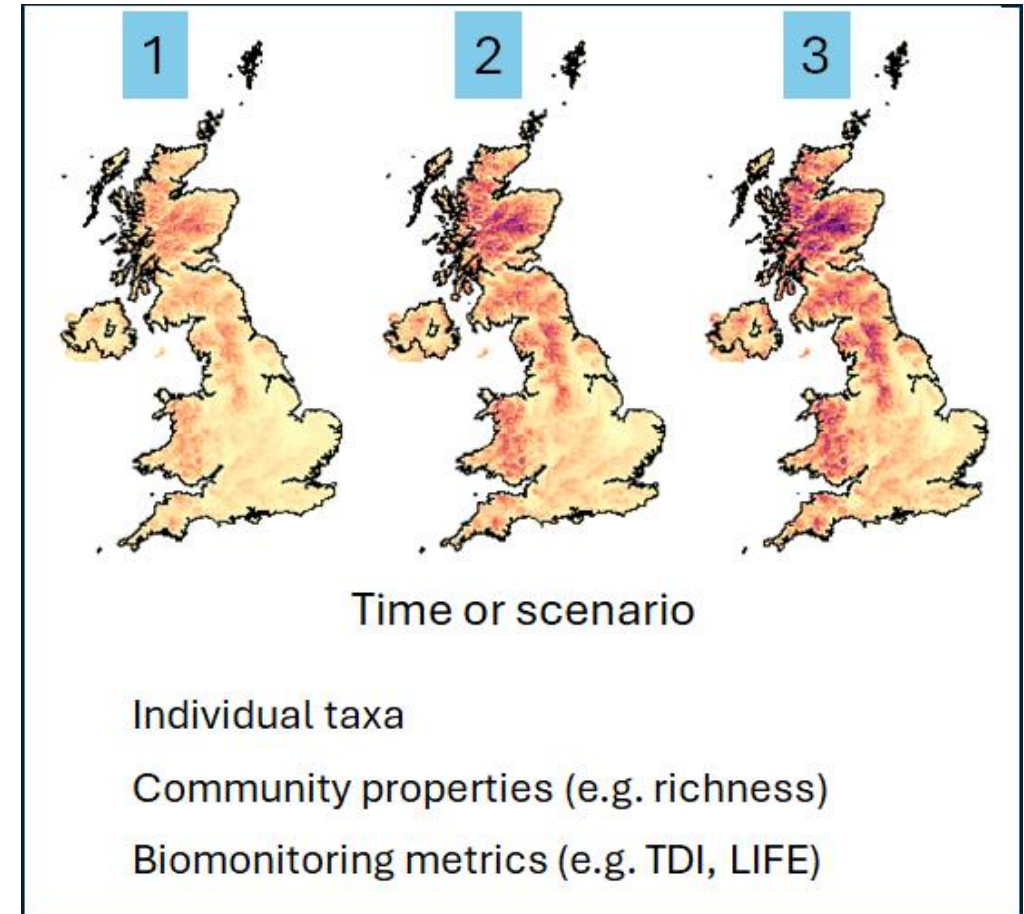 1 2 3
Time or scenario
Individual taxa
Community properties (e.g. richness)
Biomonitoring metrics (e.g. TDI, LIFE)